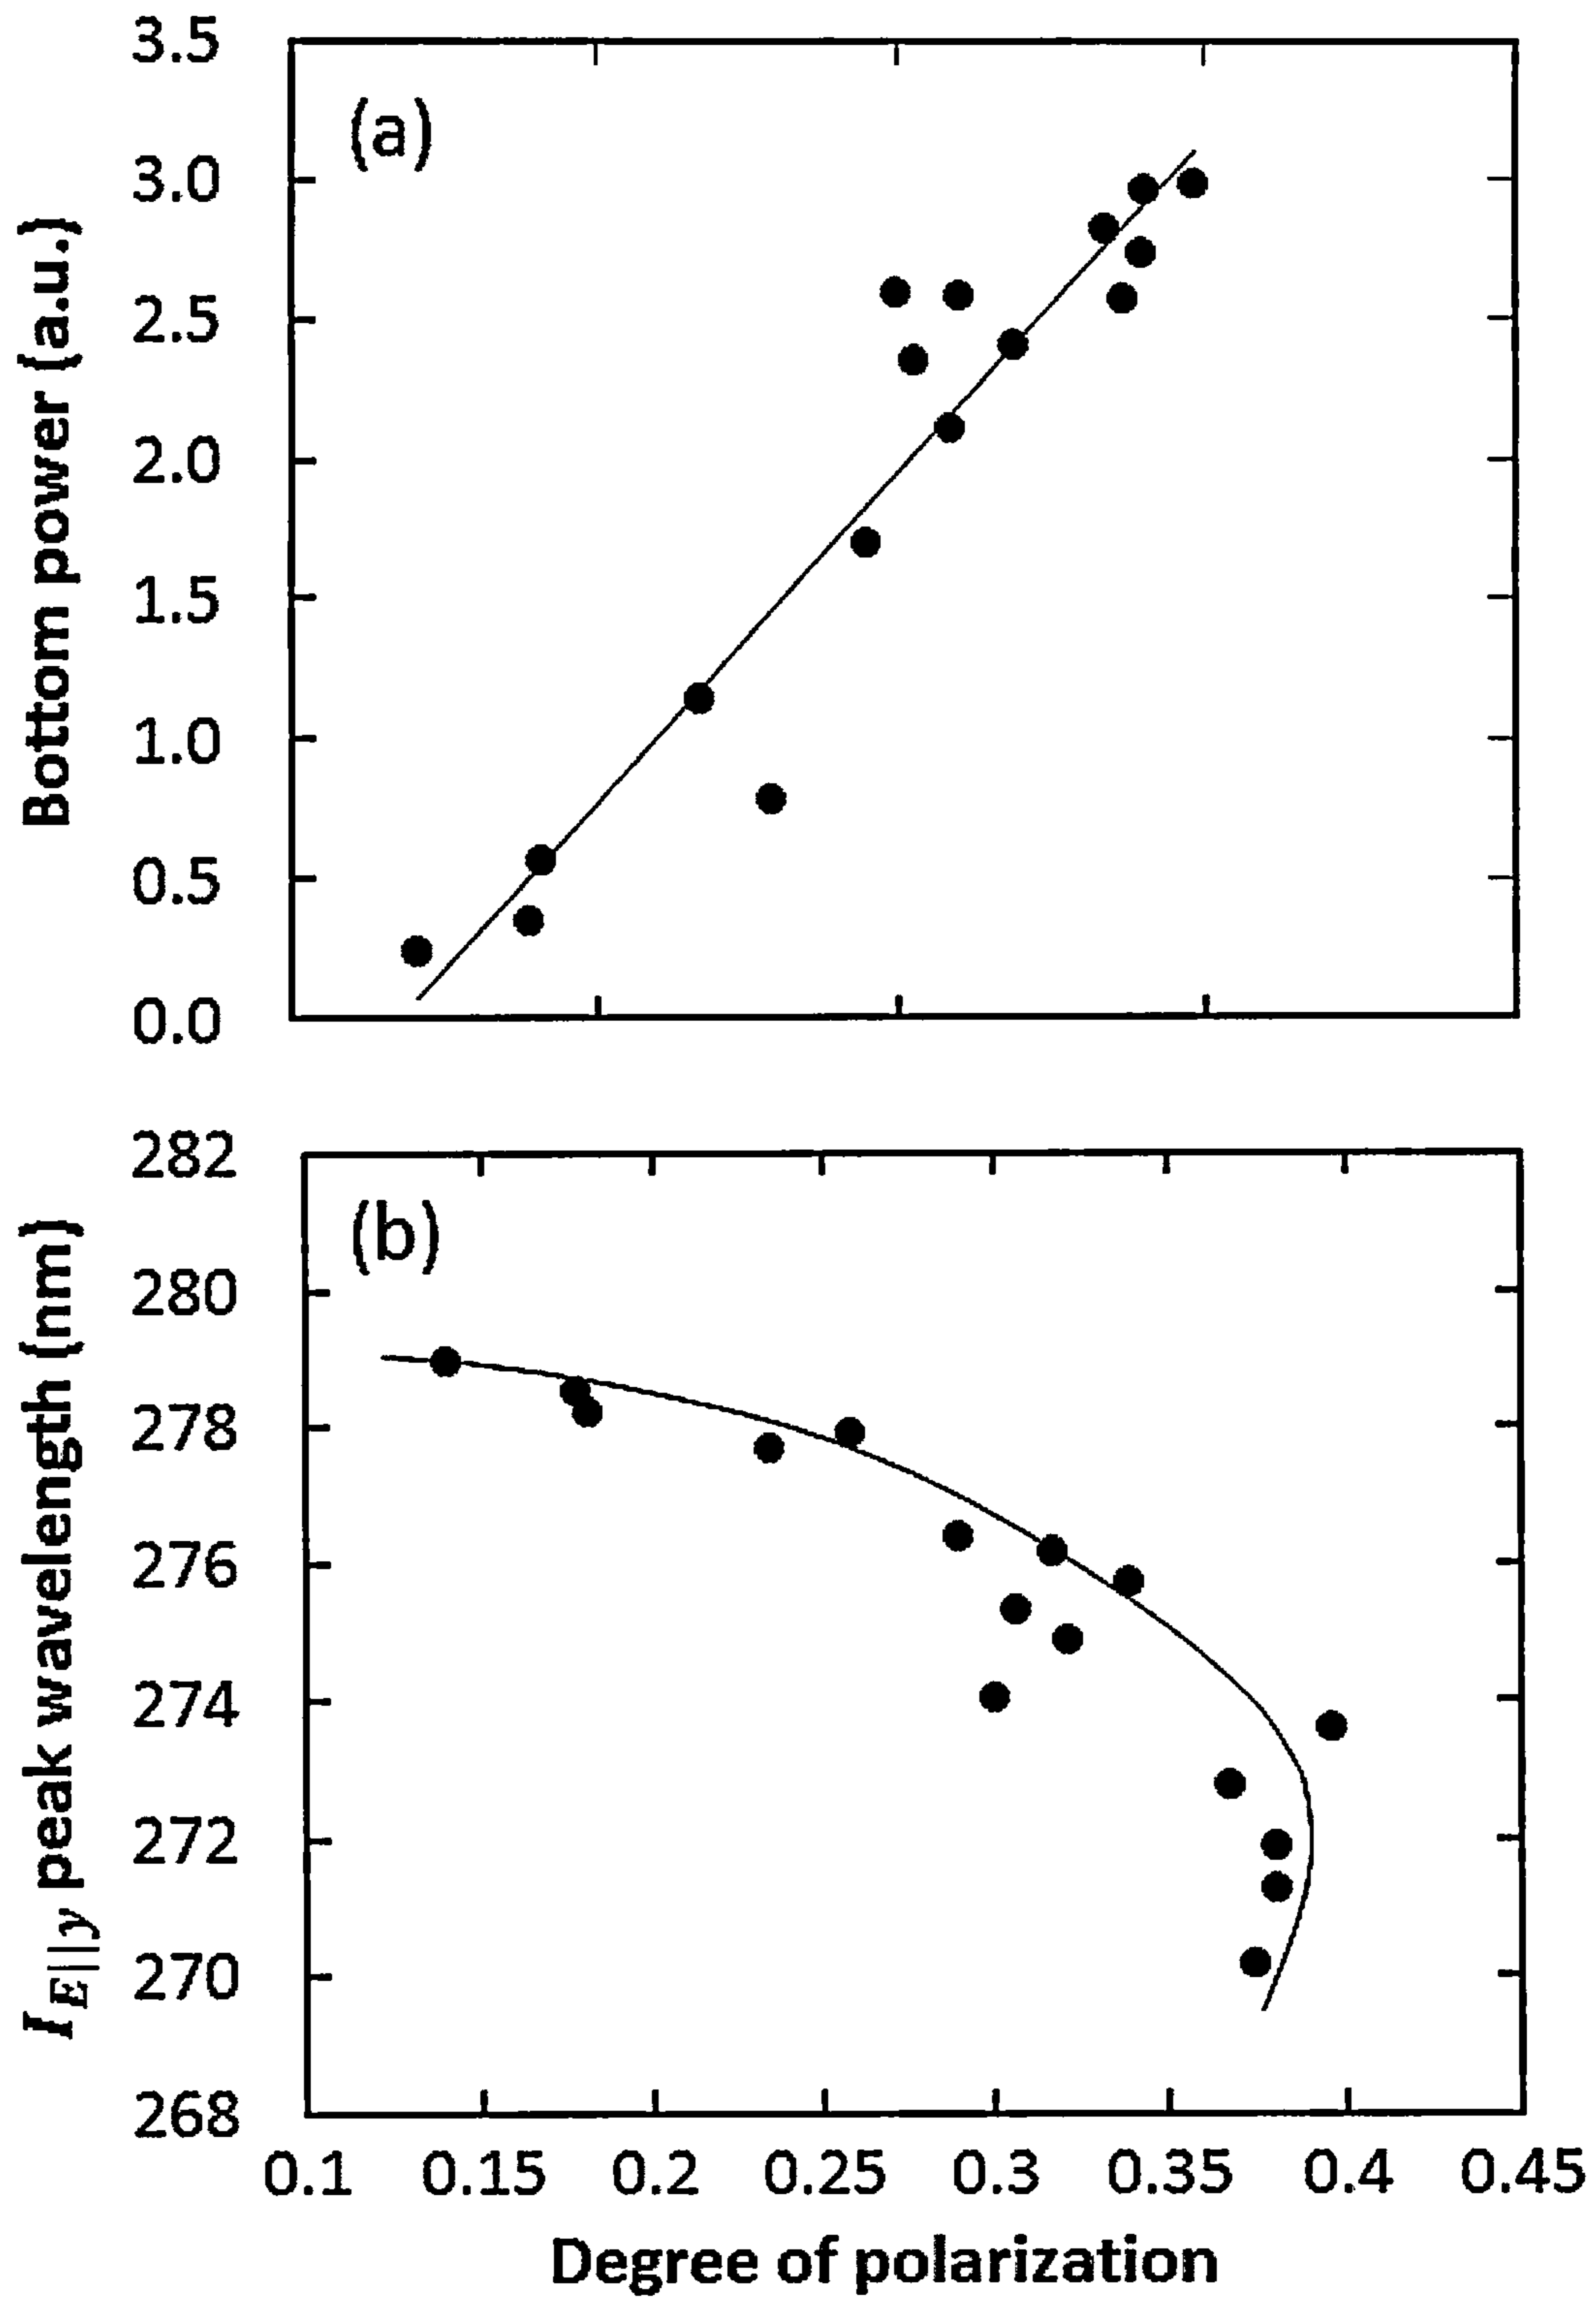 3.5
(a)
3.0
2.5
2.0
1.5
1.0
0.5
0.0
Bottom power (a.u.)
282
(b)
280
278
276
274
272
270
268
I_E||y peak wavelength (nm)
0.1 0.15 0.2 0.25 0.3 0.35 0.4 0.45
Degree of polarization